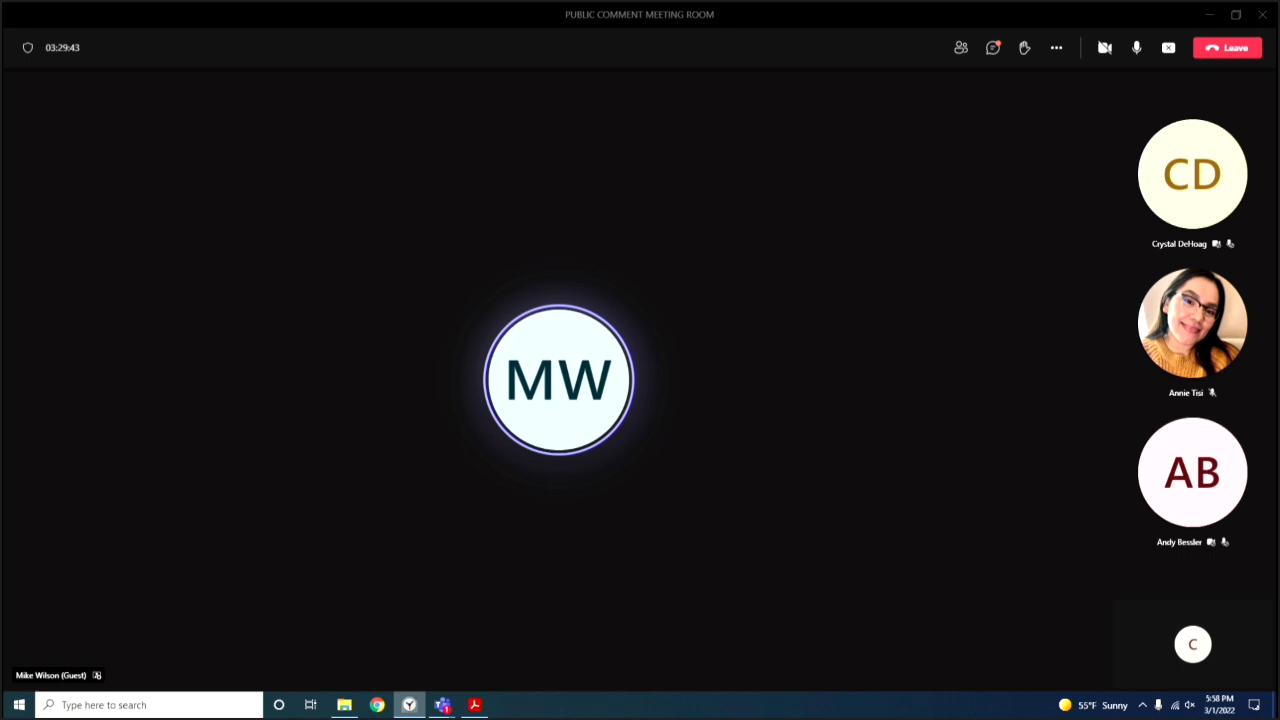 PUBLIC COMMENT MEETING ROOM
03:29:43
Leave
CD
Crystal DeHoag
Annie Tisi
MW
AB
Andy Bessler
C
Mike Wilson (Guest)
Type here to search
1
55°F Sunny
5:58 PM
3/1/2022